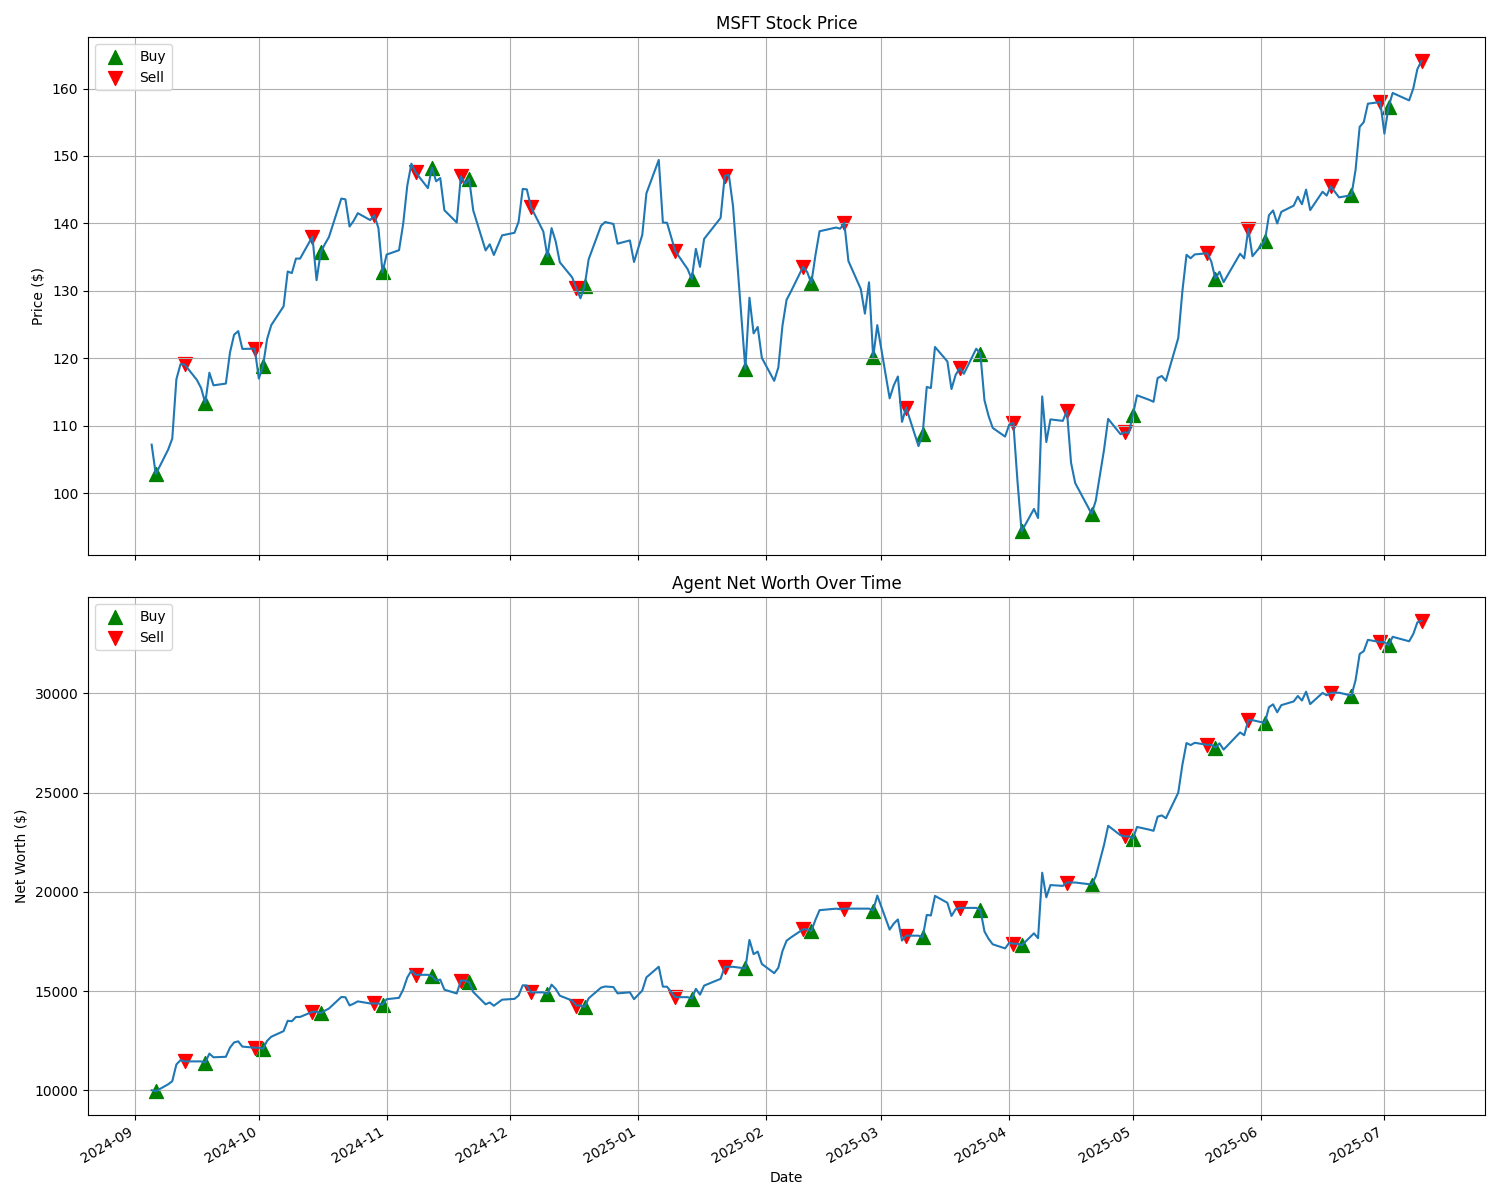 MSFT Stock Price
Buy
Sell
160
150
140
130
120
110
100
Price ($)
Agent Net Worth Over Time
Buy
Sell
30000
25000
20000
15000
10000
Net Worth ($)
2024-09
2024-10
2024-11
2024-12
2025-01
2025-02
2025-03
2025-04
2025-05
2025-06
2025-07
Date